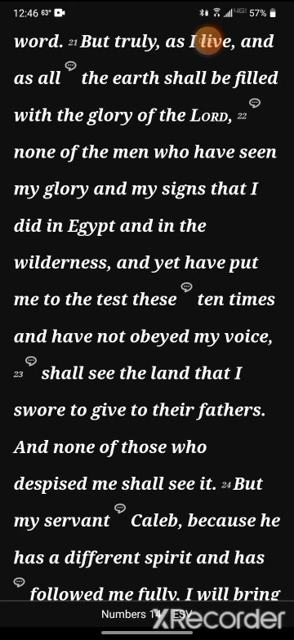 12:46 63° 57%
word. 21 But truly, as I live, and
as all the earth shall be filled
with the glory of the LORD, 22
none of the men who have seen
my glory and my signs that I
did in Egypt and in the
wilderness, and yet have put
me to the test these ten times
and have not obeyed my voice,
23 shall see the land that I
swore to give to their fathers.
And none of those who
despised me shall see it. 24 But
my servant Caleb, because he
has a different spirit and has
followed me fully, I will bring
Numbers 14 ESV
XRecorder